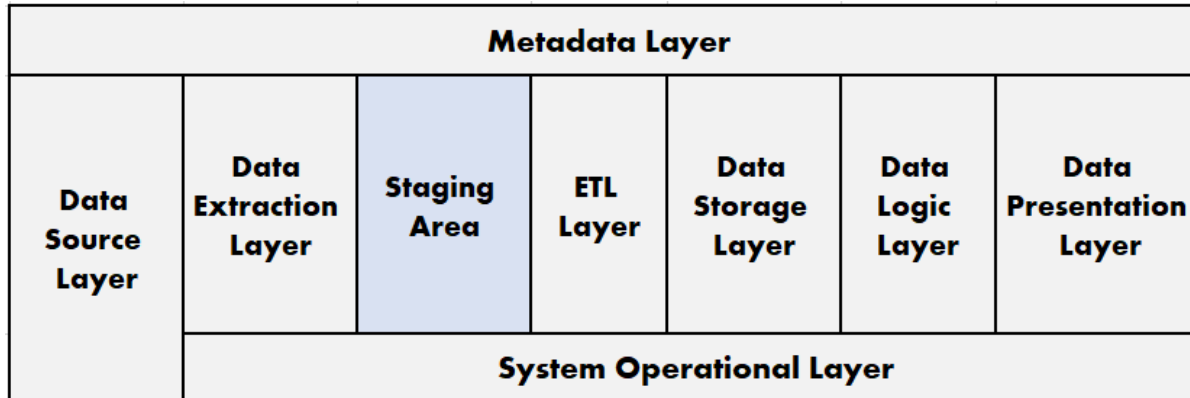 Metadata Layer
Data
Source
Layer
Data
Extraction
Layer
Staging
Area
ETL
Layer
Data
Storage
Layer
Data
Logic
Layer
Data
Presentation
Layer
System Operational Layer